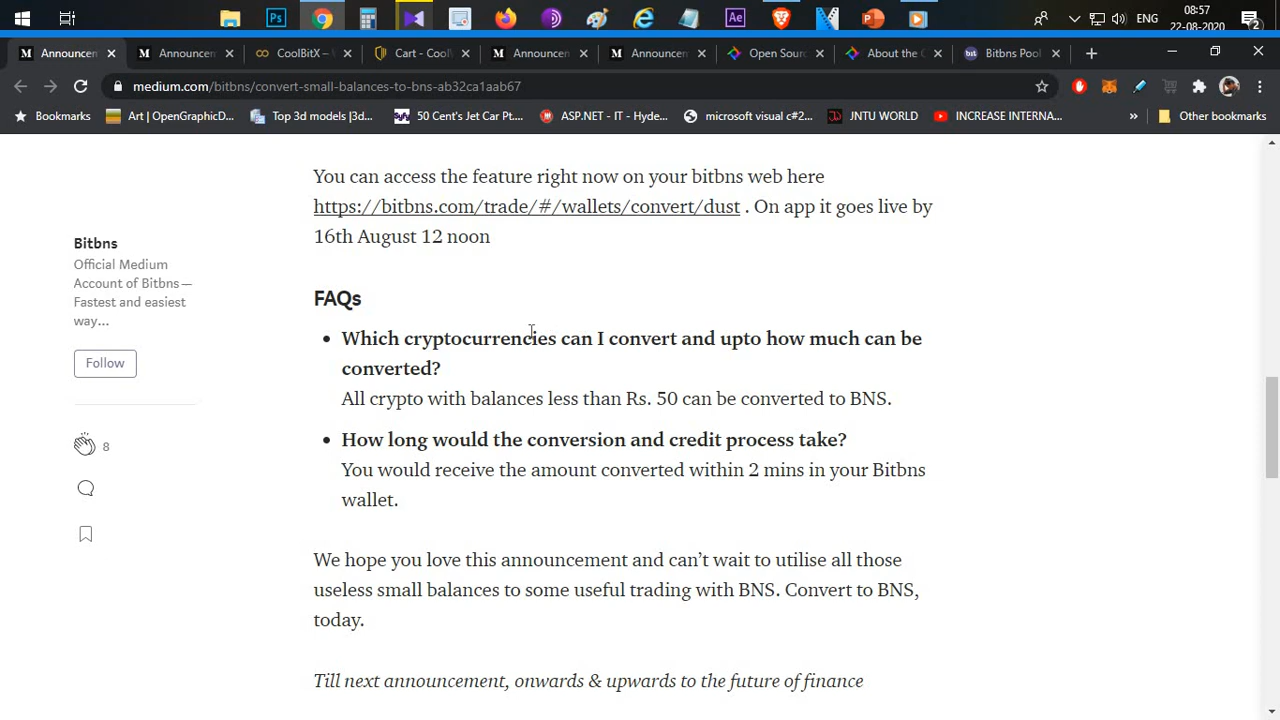 08:57
ENG
22-08-2020
2
Ps
Ae
Announcen
Announcen
CoolBitX –
Cart - Cool
Announcen
Announcen
Open Sourc
About the C
bit
Bitbns Pool
medium.com/bitbns/convert-small-balances-to-bns-ab32ca1aab67
Bookmarks
Art | OpenGraphicD...
Top 3d models |3d...
Syfy
50 Cent's Jet Car Pt....
ASP.NET - IT - Hyde...
microsoft visual c#2...
JNTU WORLD
INCREASE INTERNA...
»
Other bookmarks
You can access the feature right now on your bitbns web here
https://bitbns.com/trade/#/wallets/convert/dust . On app it goes live by
16th August 12 noon
Bitbns
Official Medium
Account of Bitbns —
Fastest and easiest
way...
Follow
8
FAQs
• Which cryptocurrencies can I convert and upto how much can be
converted?
All crypto with balances less than Rs. 50 can be converted to BNS.
• How long would the conversion and credit process take?
You would receive the amount converted within 2 mins in your Bitbns
wallet.
We hope you love this announcement and can't wait to utilise all those
useless small balances to some useful trading with BNS. Convert to BNS,
today.
Till next announcement, onwards & upwards to the future of finance